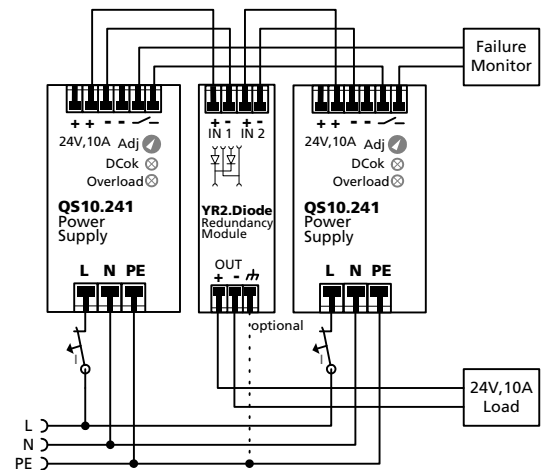 Failure
Monitor
+ + - -
24V,10A Adj
DCok
Overload
QS10.241
Power
Supply
L N PE
+ - + -
IN 1 IN 2
YR2.Diode
Redundancy
Module
OUT
+ -
optional
+ + - -
24V,10A Adj
DCok
Overload
QS10.241
Power
Supply
L N PE
I
I
24V,10A
Load
L
N
PE